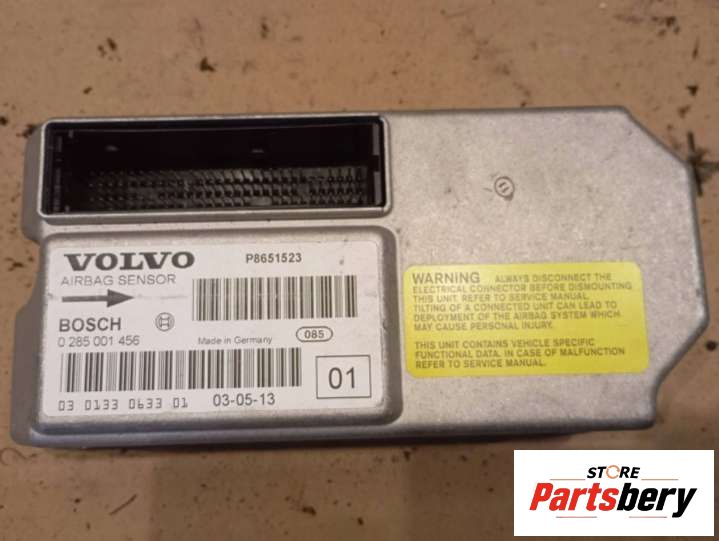 VOLVO
P8651523
AIRBAG SENSOR
BOSCH
0 285 001 456
Made in Germany
085
03 0133 0633 01
03-05-13
01
WARNING ALWAYS DISCONNECT THE
ELECTRICAL CONNECTOR BEFORE DISMOUNTING
THIS UNIT. REFER TO SERVICE MANUAL.
TILTING OF A CONNECTED UNIT CAN LEAD TO
DEPLOYMENT OF THE AIRBAG SYSTEM WHICH
MAY CAUSE PERSONAL INJURY.
THIS UNIT CONTAINS VEHICLE SPECIFIC
FUNCTIONAL DATA. IN CASE OF MALFUNCTION
REFER TO SERVICE MANUAL.
STORE
Partsbery